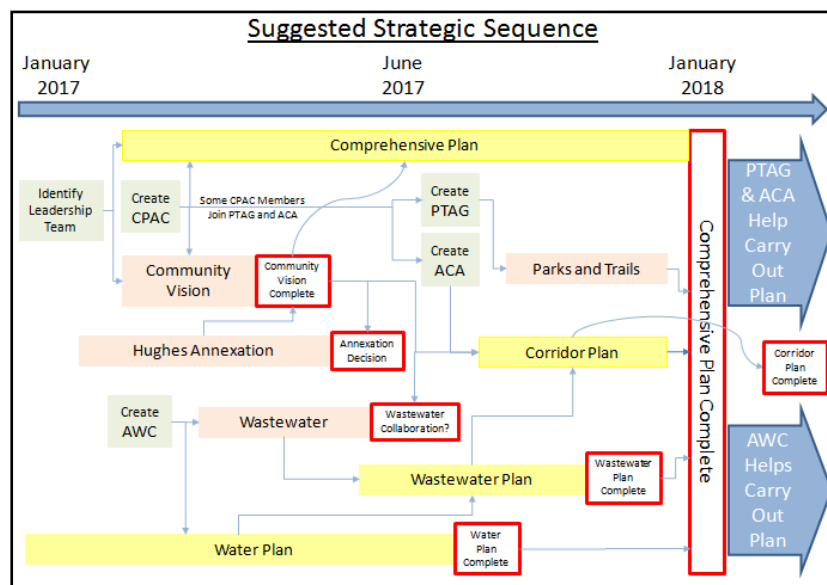 Suggested Strategic Sequence
January
2017
June
2017
January
2018
Comprehensive Plan
Identify
Leadership
Team
Create
CPAC
Some CPAC Members
Join PTAG and ACA
Create
PTAG
Create
ACA
Community
Vision
Community
Vision
Complete
Parks and Trails
Hughes Annexation
Annexation
Decision
Corridor Plan
Corridor
Plan
Complete
Create
AWC
Wastewater
Wastewater
Collaboration?
Wastewater Plan
Wastewater
Plan
Complete
Water Plan
Water
Plan
Complete
Comprehensive Plan Complete
PTAG
& ACA
Help
Carry
Out
Plan
AWC
Helps
Carry
Out
Plan